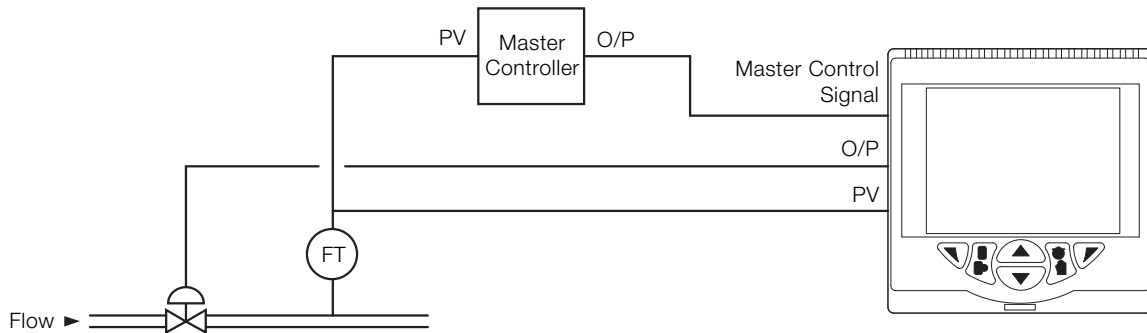 PV
Master
Controller
O/P
Master Control
Signal
O/P
PV
FT
Flow